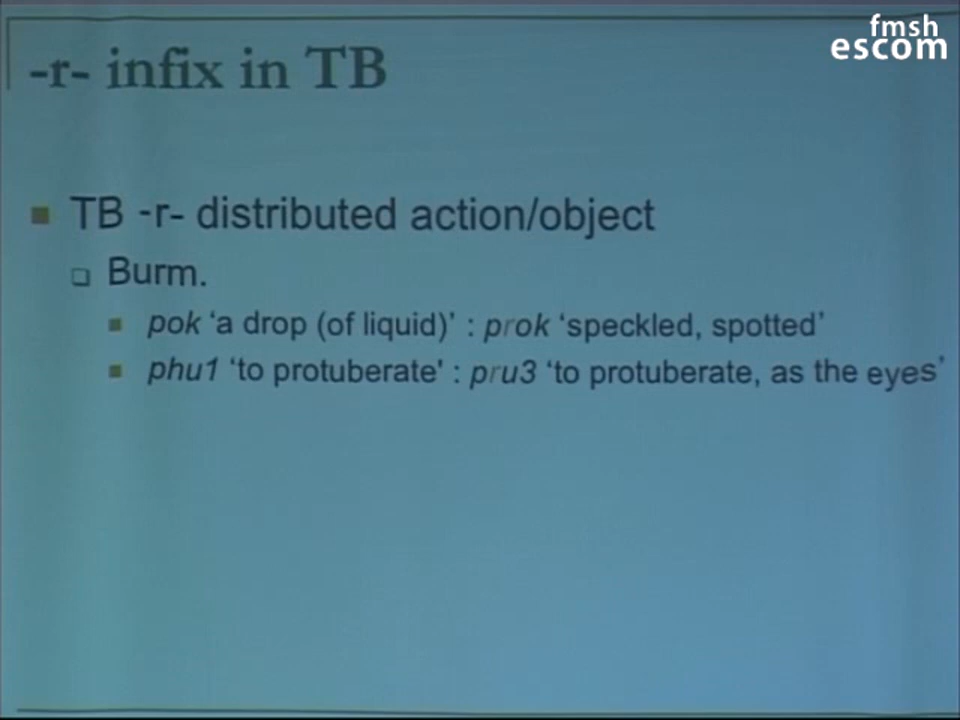 fmsh
escom
-r- infix in TB
TB -r- distributed action/object
Burm.
pok ‘a drop (of liquid)’ : prok ‘speckled, spotted’
phu1 ‘to protuberate' : pru3 ‘to protuberate, as the eyes’